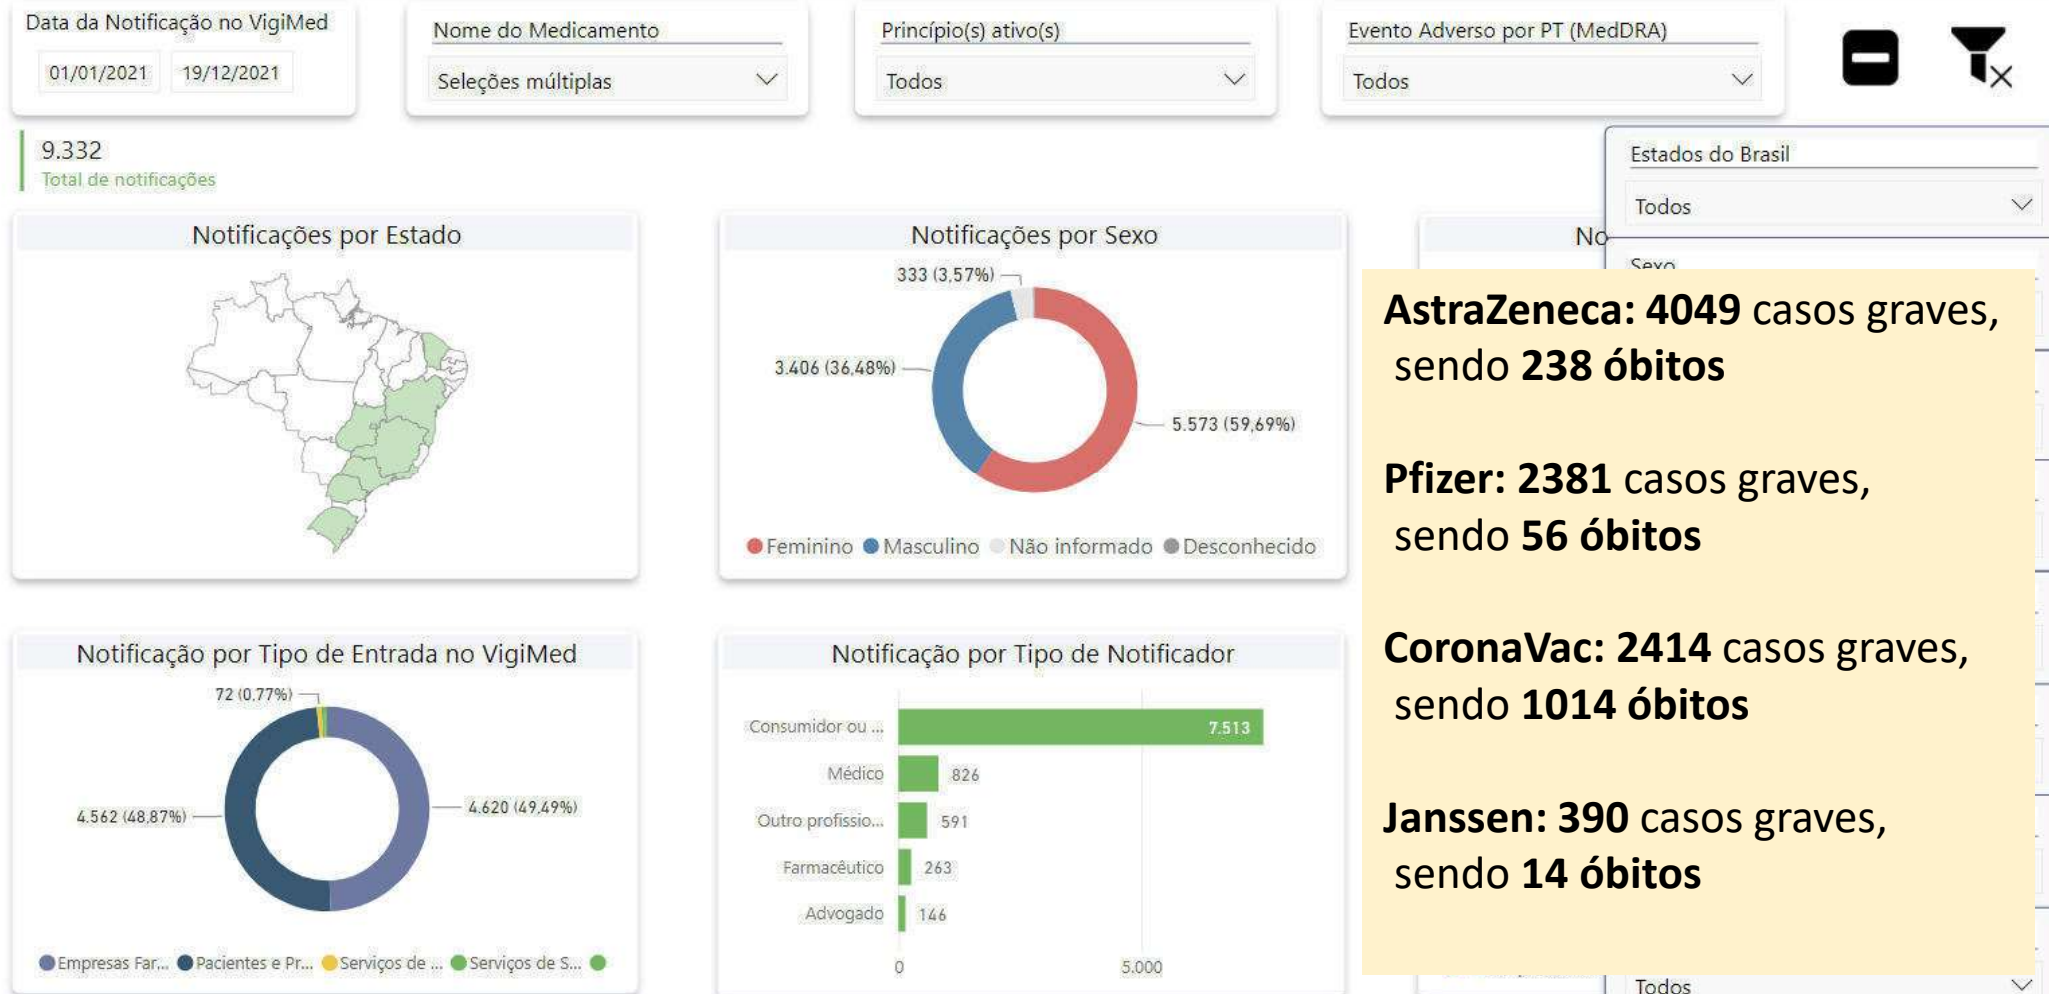 Data da Notificação no VigiMed
01/01/2021 19/12/2021
Nome do Medicamento
Seleções múltiplas
Princípio(s) ativo(s)
Todos
Evento Adverso por PT (MedDRA)
Todos
9.332
Total de notificações
Estados do Brasil
Todos
Sexo
Notificações por Estado
Notificações por Sexo
333 (3,57%)
3.406 (36,48%)
5.573 (59,69%)
Feminino Masculino Não informado Desconhecido
No
AstraZeneca: 4049 casos graves,
sendo 238 óbitos
Pfizer: 2381 casos graves,
sendo 56 óbitos
CoronaVac: 2414 casos graves,
sendo 1014 óbitos
Janssen: 390 casos graves,
sendo 14 óbitos
Notificação por Tipo de Entrada no VigiMed
72 (0,77%)
4.562 (48,87%)
4.620 (49,49%)
Empresas Far... Pacientes e Pr... Serviços de ... Serviços de S...
Notificação por Tipo de Notificador
Consumidor ou ... 7.513
Médico 826
Outro profissio... 591
Farmacêutico 263
Advogado 146
0 5.000
Todos